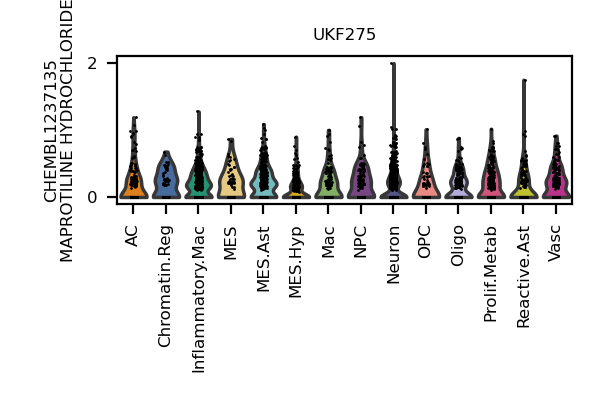 UKF275
CHEMBL1237135
MAPROTILINE HYDROCHLORIDE
2
0
AC
Chromatin.Reg
Inflammatory.Mac
MES
MES.Ast
MES.Hyp
Mac
NPC
Neuron
OPC
Oligo
Prolif.Metab
Reactive.Ast
Vasc